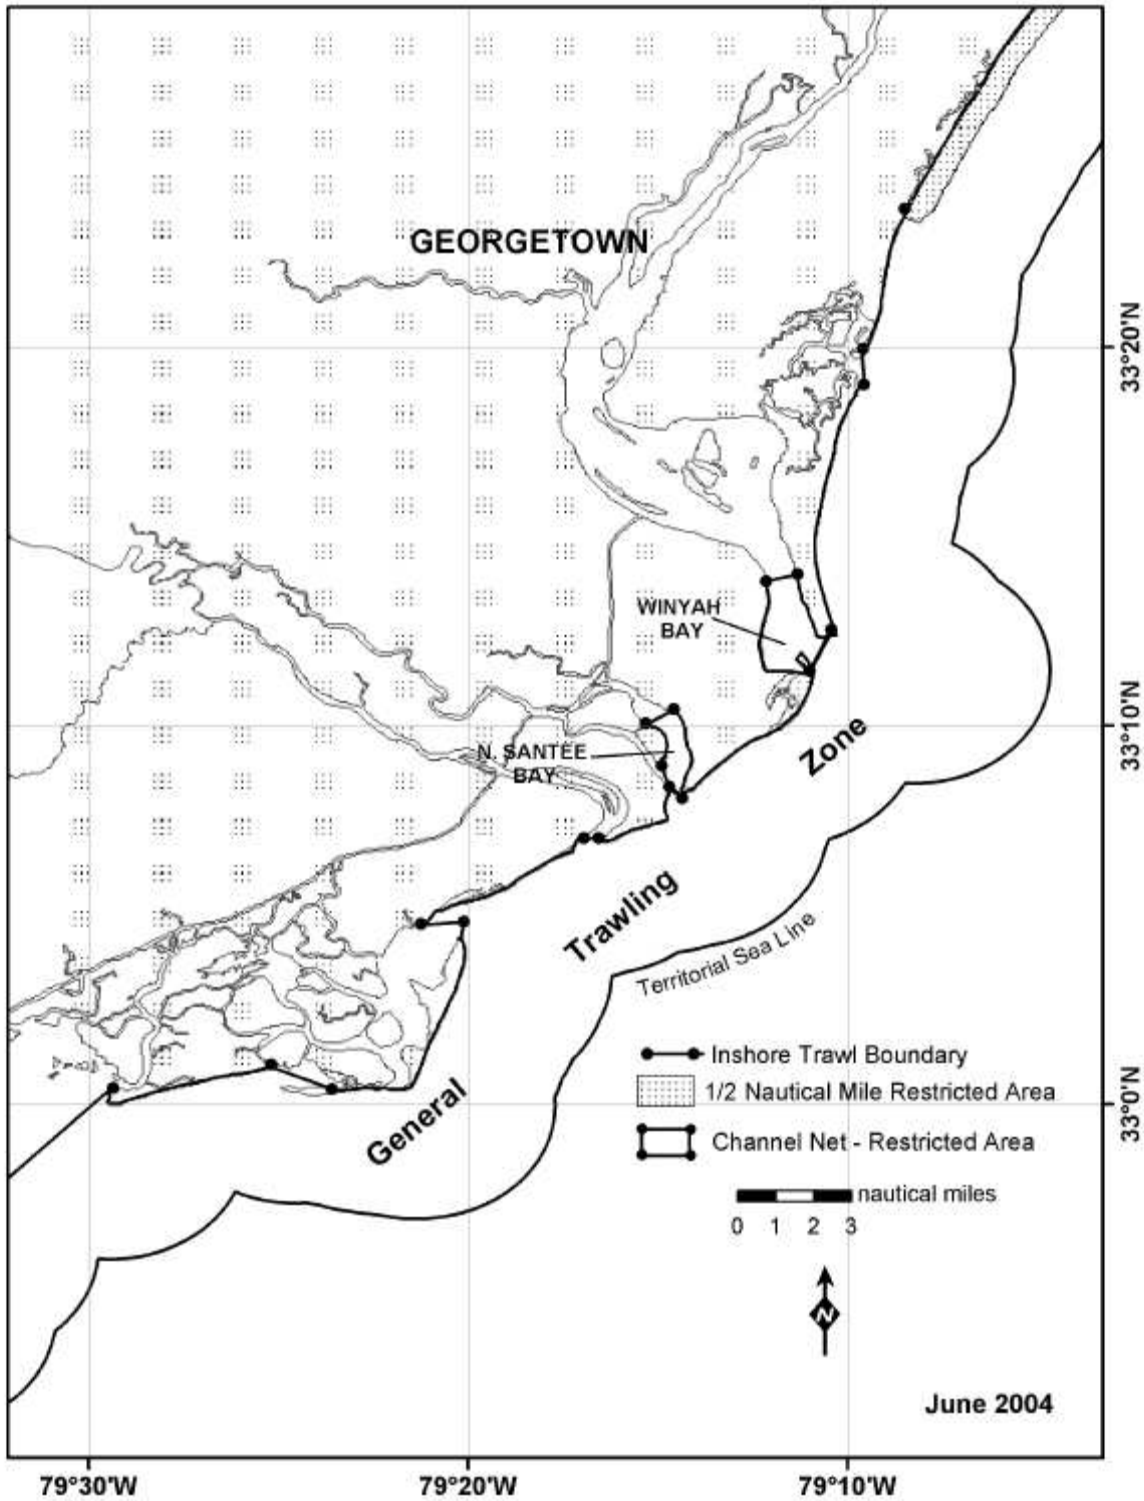 GEORGETOWN
33°20'N
WINYAH
BAY
33°10'N
N. SANTEE
BAY
Zone
Trawling
General
Territorial Sea Line
33°0'N
Inshore Trawl Boundary
1/2 Nautical Mile Restricted Area
Channel Net - Restricted Area
nautical miles
0 1 2 3
N
June 2004
79°30'W 79°20'W 79°10'W